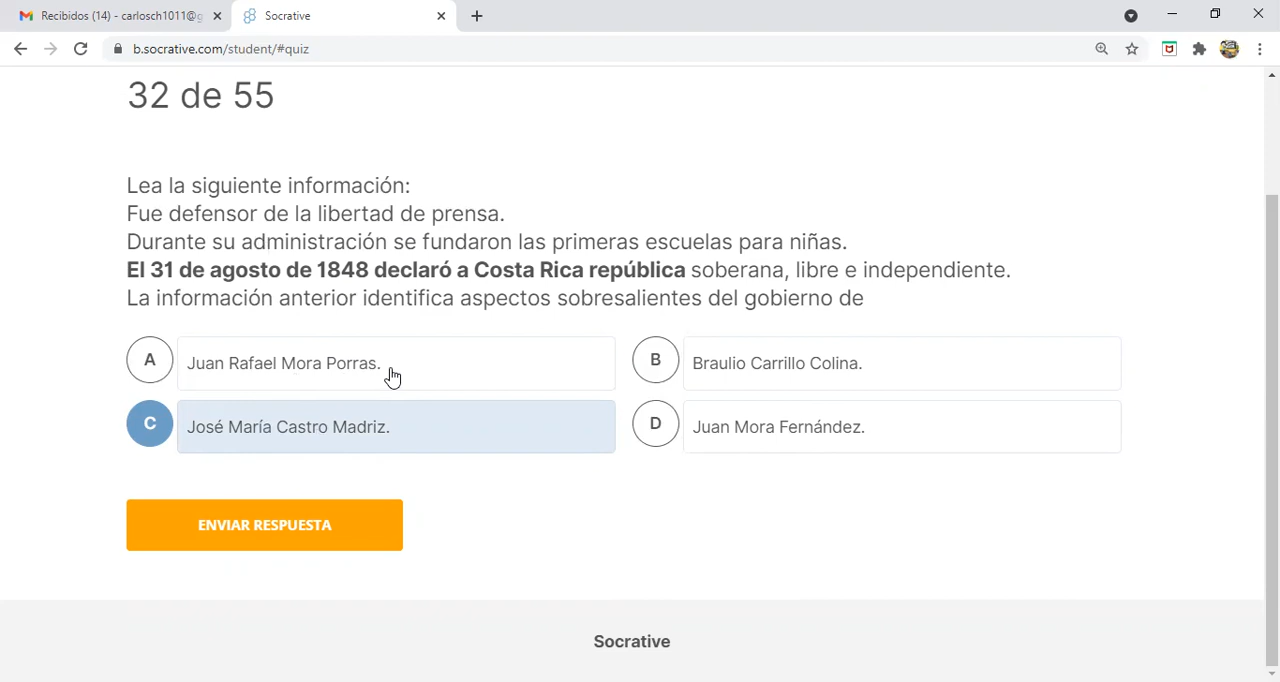 Recibidos (14) - carlosch1011@g
Socrative
b.socrative.com/student/#quiz
32 de 55
Lea la siguiente información:
Fue defensor de la libertad de prensa.
Durante su administración se fundaron las primeras escuelas para niñas.
El 31 de agosto de 1848 declaró a Costa Rica república soberana, libre e independiente.
La información anterior identifica aspectos sobresalientes del gobierno de
A Juan Rafael Mora Porras.
B Braulio Carrillo Colina.
C José María Castro Madriz.
D Juan Mora Fernández.
ENVIAR RESPUESTA
Socrative